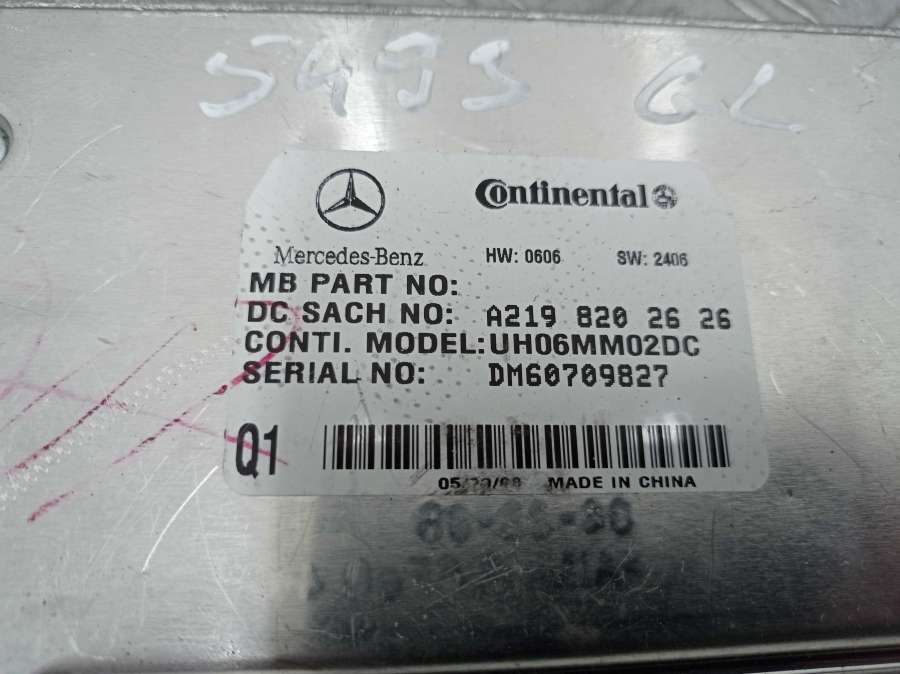 5495 GL
Continental
Mercedes-Benz HW: 0606 SW: 2406
MB PART NO:
DC SACH NO: A219 820 26 26
CONTI. MODEL: UH06MM02DC
SERIAL NO: DM60709827
Q1
MADE IN CHINA